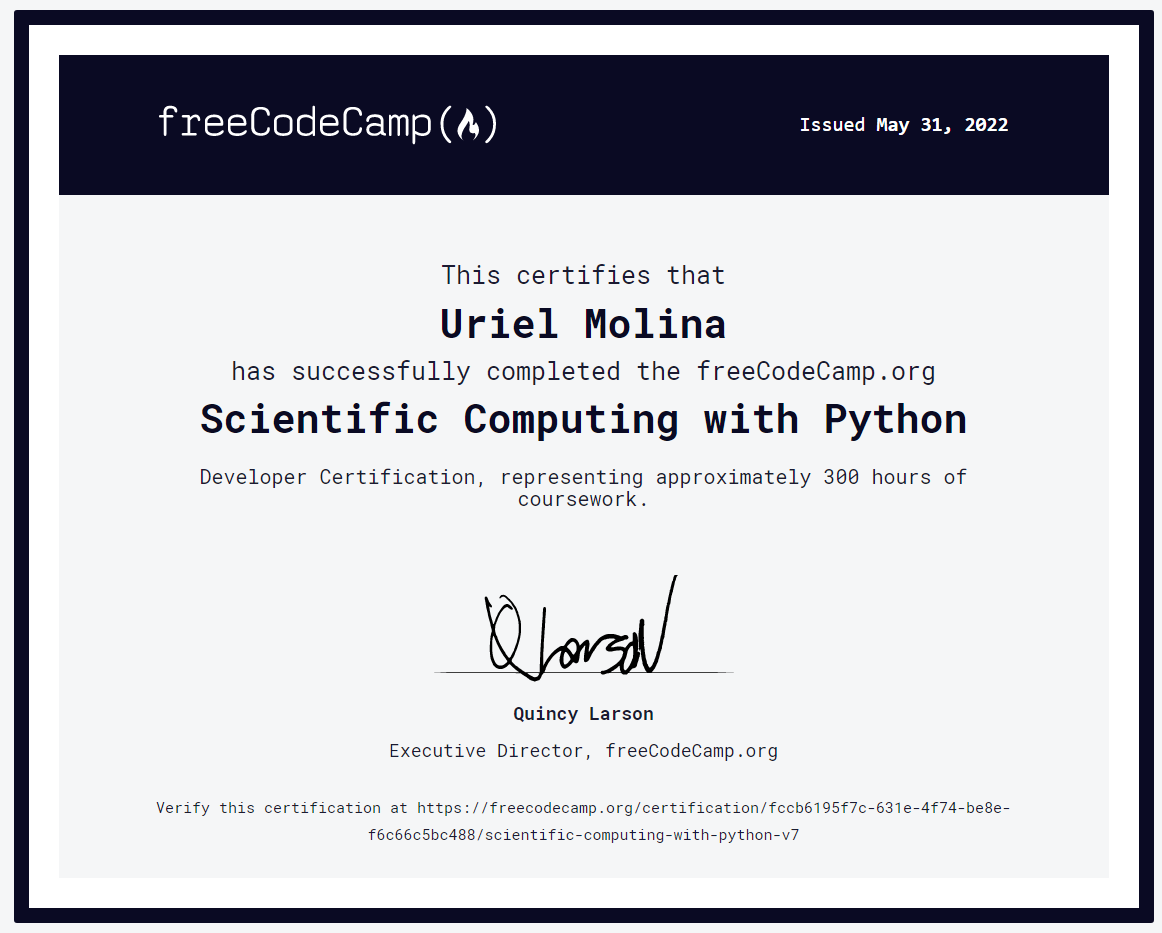 freeCodeCamp
Issued May 31, 2022
This certifies that
Uriel Molina
has successfully completed the freeCodeCamp.org
Scientific Computing with Python
Developer Certification, representing approximately 300 hours of
coursework.
Q Larson
Quincy Larson
Executive Director, freeCodeCamp.org
Verify this certification at https://freecodecamp.org/certification/fccb6195f7c-631e-4f74-be8e-
f6c66c5bc488/scientific-computing-with-python-v7